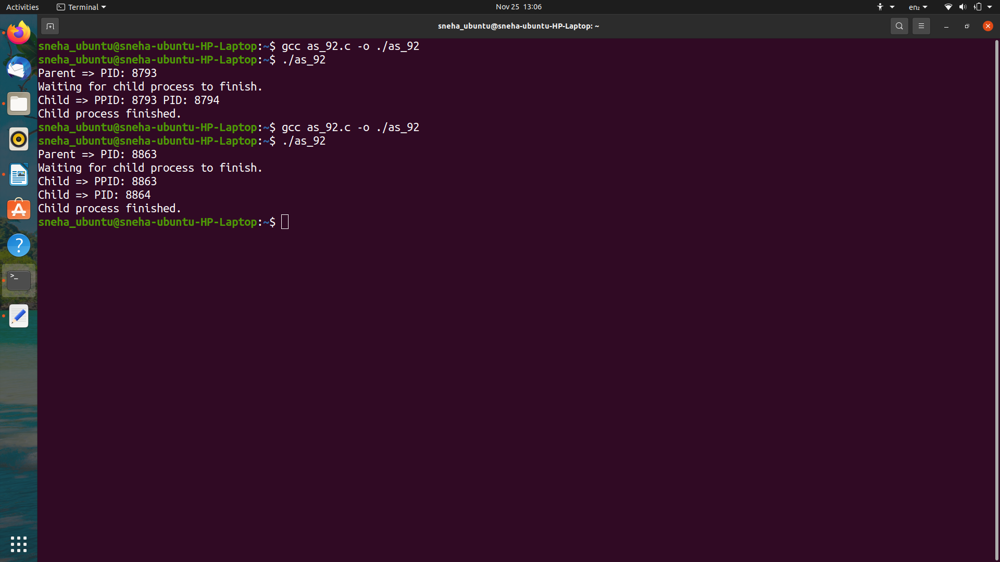 Activities
Terminal
Nov 25 13:06
en₂
sneha_ubuntu@sneha-ubuntu-HP-Laptop: ~
sneha_ubuntu@sneha-ubuntu-HP-Laptop:~$ gcc as_92.c -o ./as_92
sneha_ubuntu@sneha-ubuntu-HP-Laptop:~$ ./as_92
Parent => PID: 8793
Waiting for child process to finish.
Child => PPID: 8793 PID: 8794
Child process finished.
sneha_ubuntu@sneha-ubuntu-HP-Laptop:~$ gcc as_92.c -o ./as_92
sneha_ubuntu@sneha-ubuntu-HP-Laptop:~$ ./as_92
Parent => PID: 8863
Waiting for child process to finish.
Child => PPID: 8863
Child => PID: 8864
Child process finished.
sneha_ubuntu@sneha-ubuntu-HP-Laptop:~$